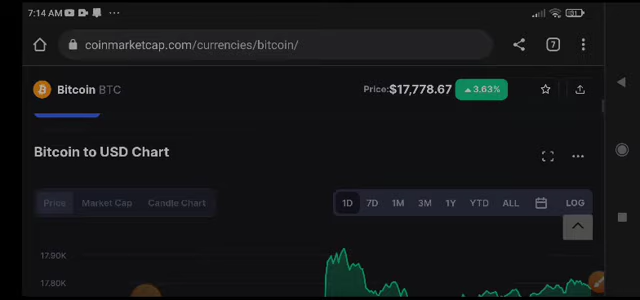 7:14 AM
coinmarketcap.com/currencies/bitcoin/
7
Bitcoin BTC
Price:$17,778.67 3.63%
Bitcoin to USD Chart
Price Market Cap Candle Chart
1D 7D 1M 3M 1Y YTD ALL LOG
17.90K
17.80K